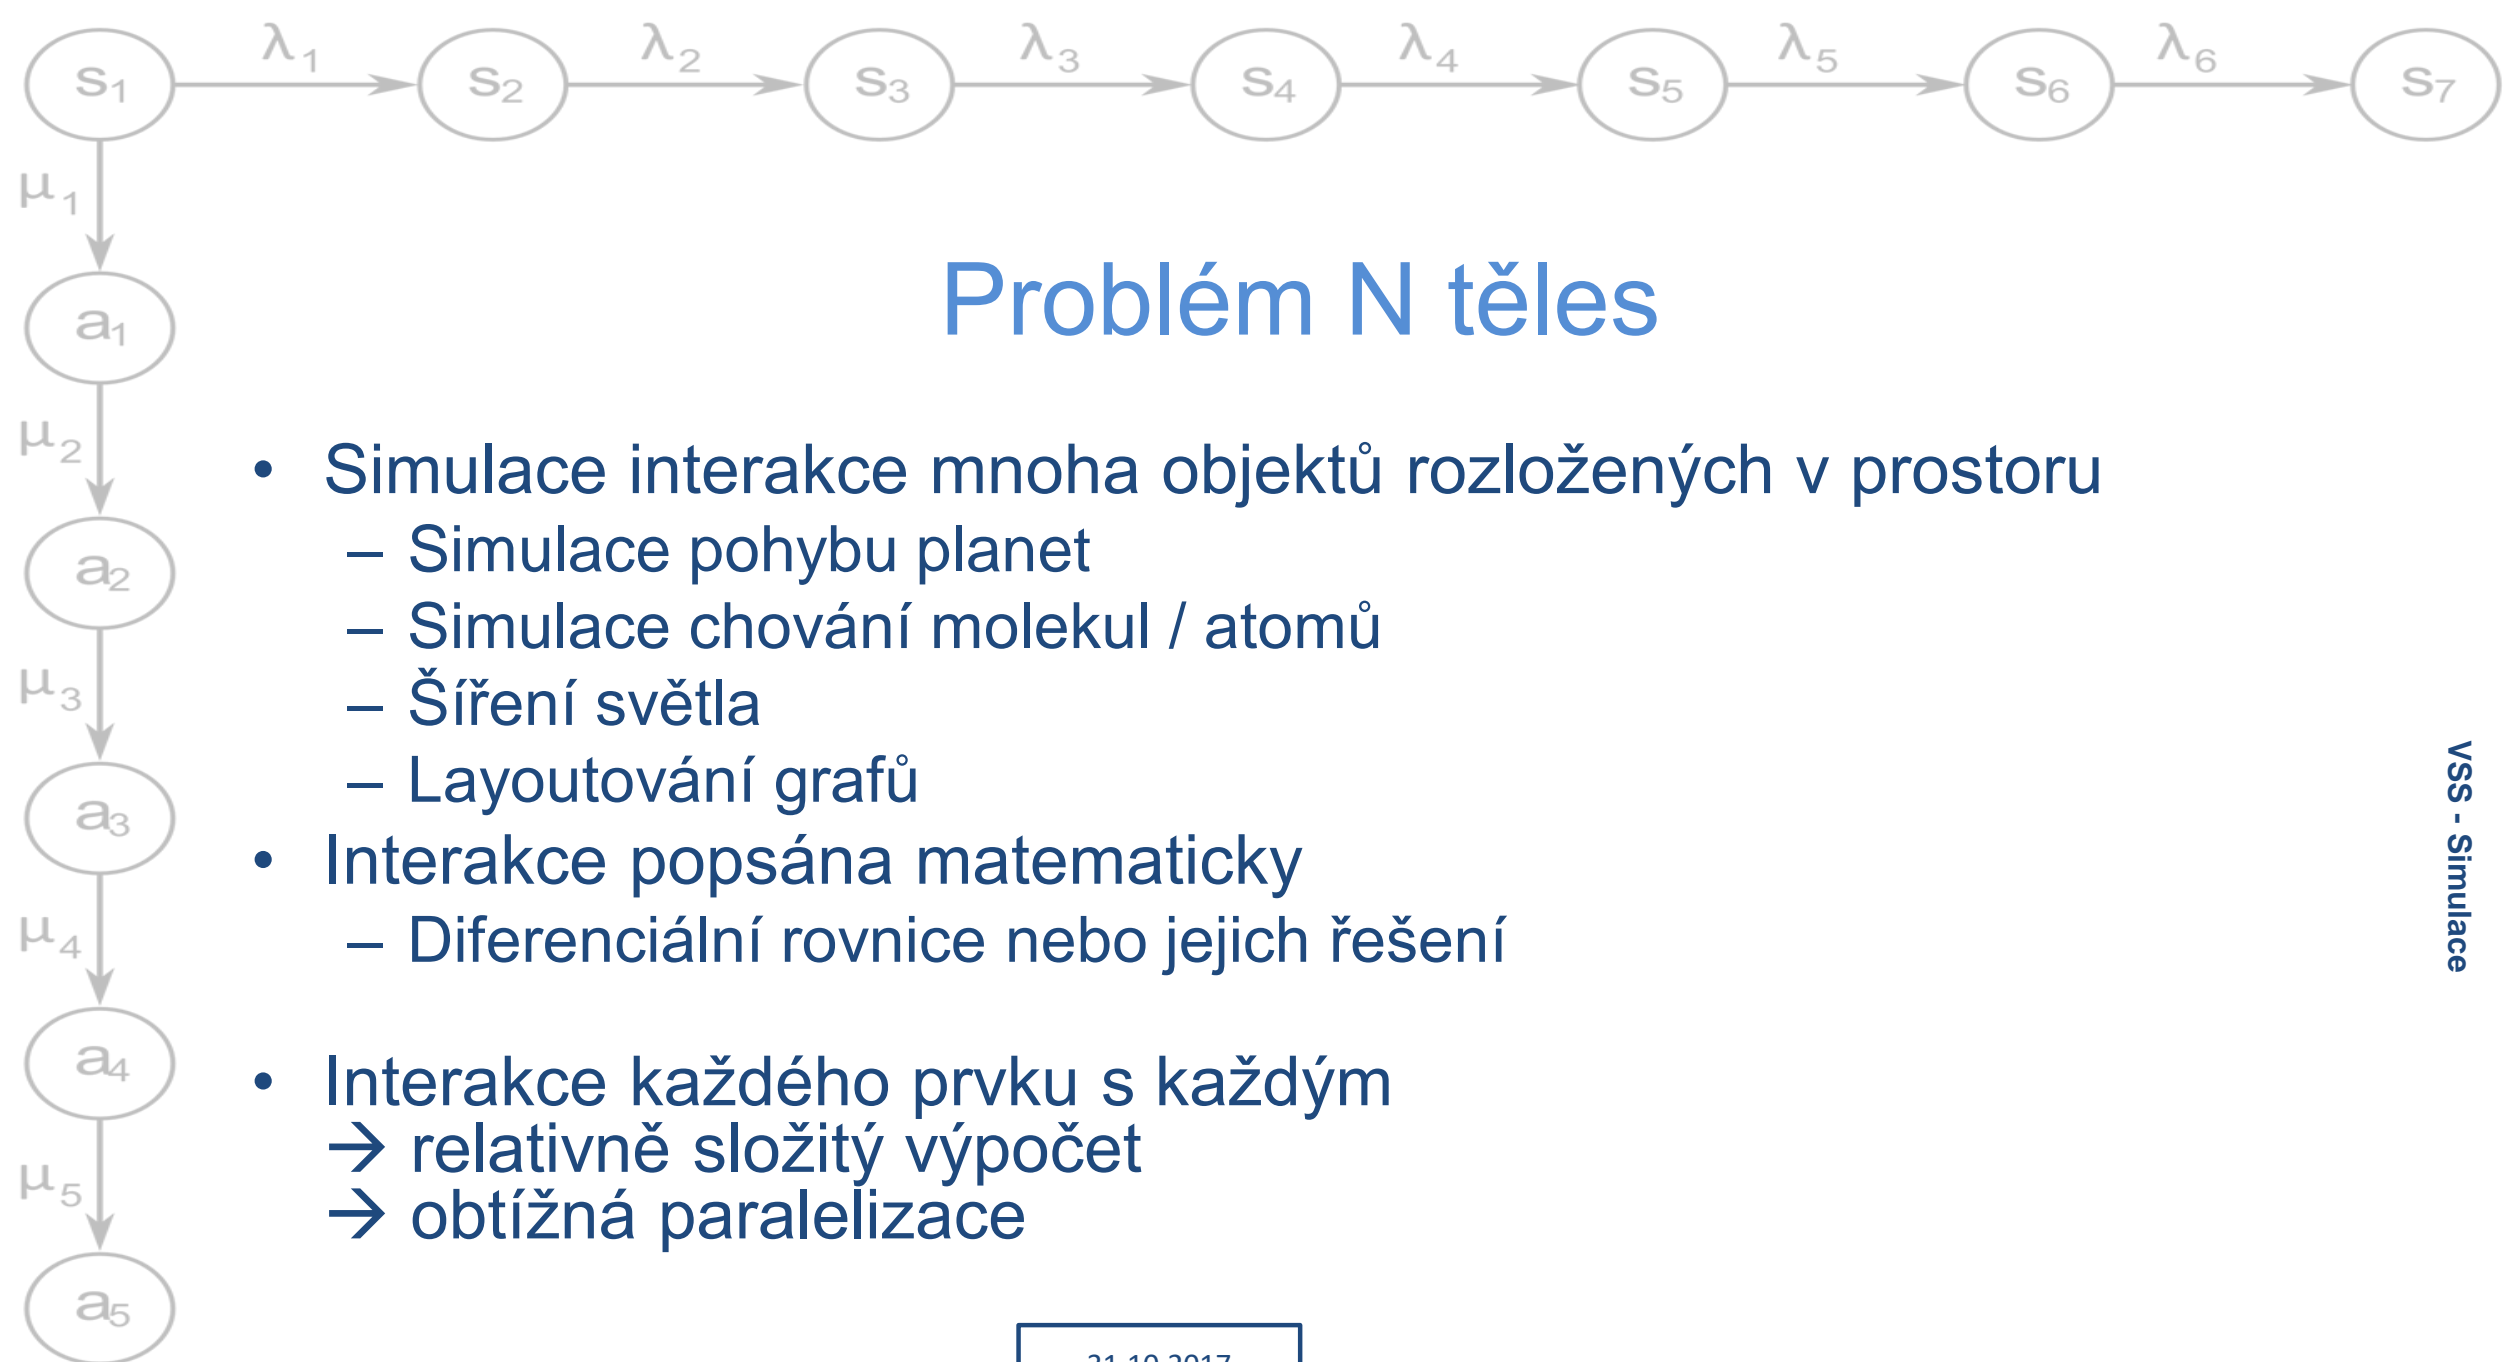 s1 λ1 s2 λ2 s3 λ3 s4 λ4 s5 λ5 s6 λ6 s7
μ1
a1
μ2
a2
μ3
a3
μ4
a4
μ5
a5
Problém N těles
• Simulace interakce mnoha objektů rozložených v prostoru
– Simulace pohybu planet
– Simulace chování molekul / atomů
– Šíření světla
– Layoutování grafů
• Interakce popsána matematicky
– Diferenciální rovnice nebo jejich řešení
• Interakce každého prvku s každým
→ relativně složitý výpočet
→ obtížná paralelizace
VSS - Simulace
31.10.2017